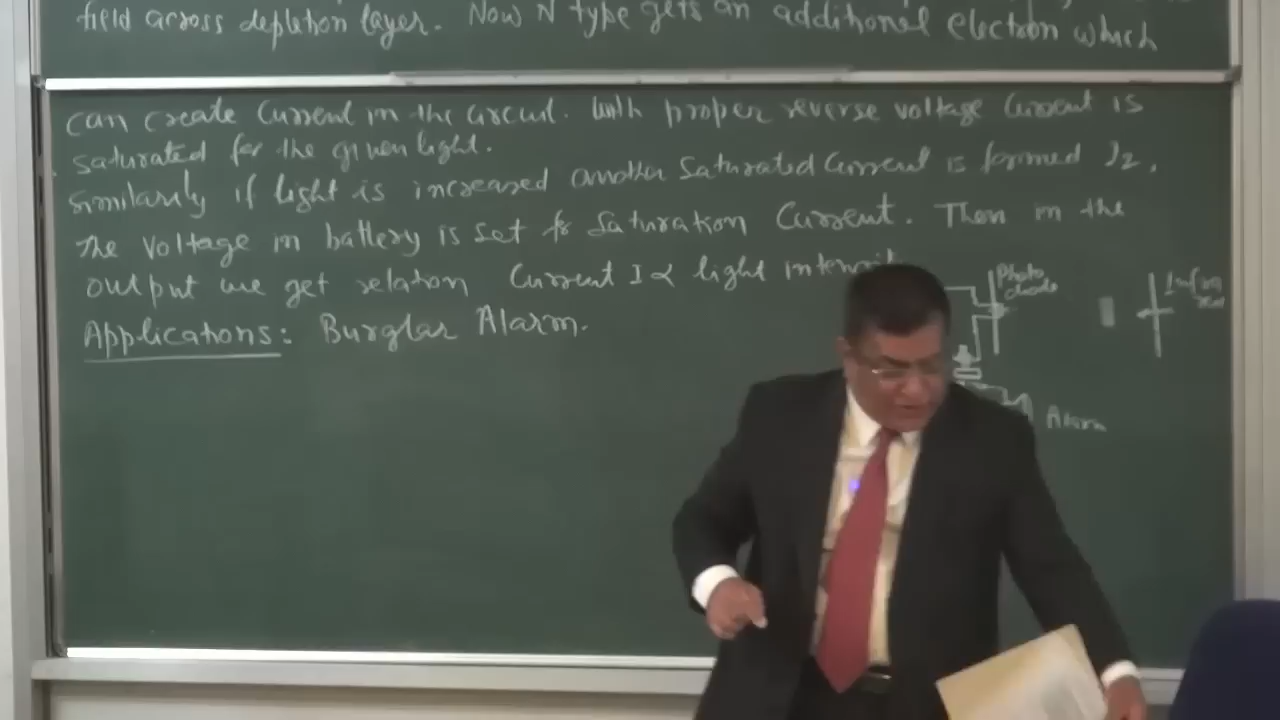 field across depletion layer. Now N type gets an additional electron which
can create current in the circuit. With proper reverse voltage current is
saturated for the given light.
Similarly if light is increased another saturated current is formed I2.
The voltage in battery is set for saturation current. Then in the
output we get relation Current I α light
Applications: Burglar Alarm.
Photo
diode
Alarm